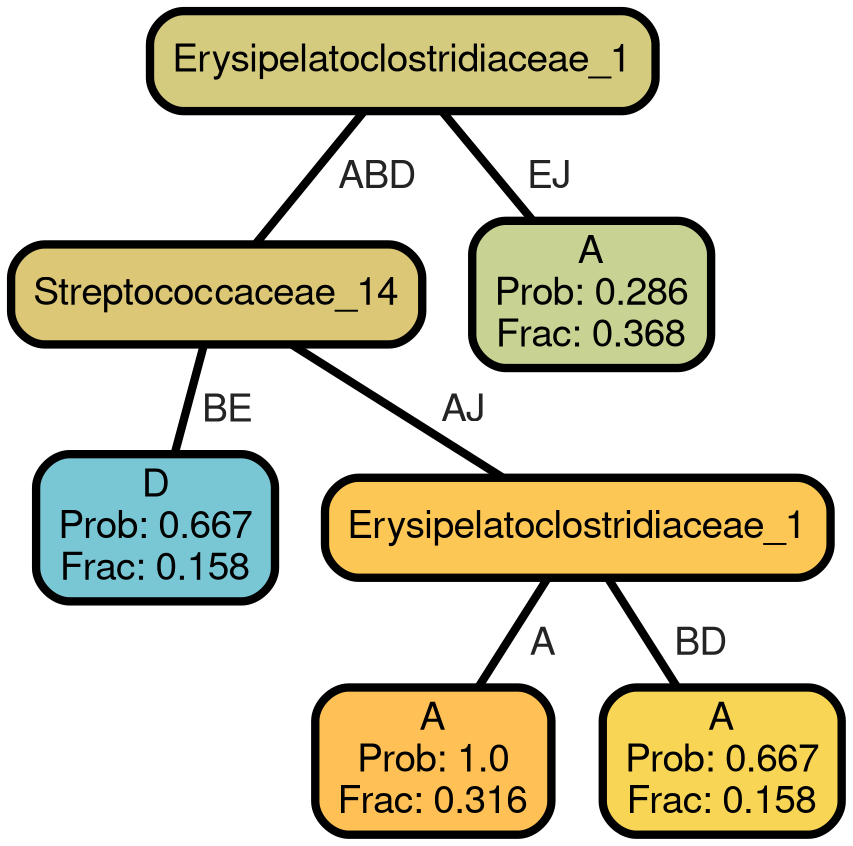 Erysipelatoclostridiaceae_1
ABD
EJ
Streptococcaceae_14
A
Prob: 0.286
Frac: 0.368
BE
AJ
D
Prob: 0.667
Frac: 0.158
Erysipelatoclostridiaceae_1
A
BD
A
Prob: 1.0
Frac: 0.316
A
Prob: 0.667
Frac: 0.158